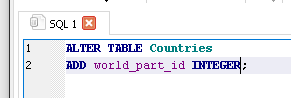 SQL 1
1 ALTER TABLE Countries
2 ADD world_part_id INTEGER;